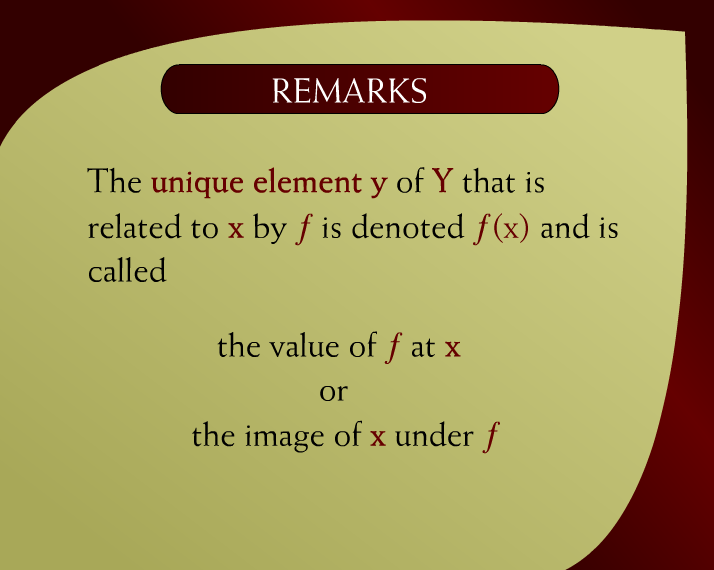 REMARKS
The unique element y of Y that is
related to x by f is denoted f(x) and is
called
the value of f at x
or
the image of x under f